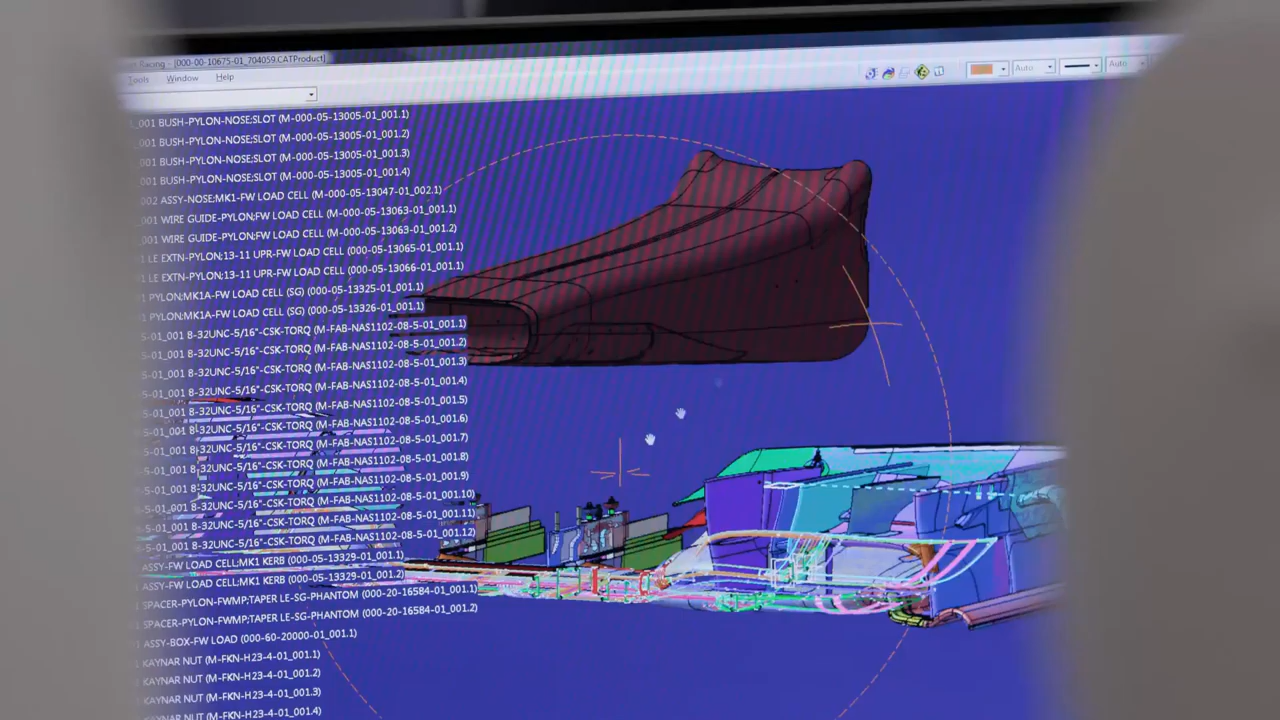 Racing - [000-00-10675-01_704059.CATProduct]
Tools Window Help
Auto Auto
_001 BUSH-PYLON-NOSE;SLOT (M-000-05-13005-01_001.1)
_001 BUSH-PYLON-NOSE;SLOT (M-000-05-13005-01_001.2)
_001 BUSH-PYLON-NOSE;SLOT (M-000-05-13005-01_001.3)
_001 BUSH-PYLON-NOSE;SLOT (M-000-05-13005-01_001.4)
002 ASSY-NOSE;MK1-FW LOAD CELL (M-000-05-13047-01_002.1)
_001 WIRE GUIDE-PYLON;FW LOAD CELL (M-000-05-13063-01_001.1)
_001 WIRE GUIDE-PYLON;FW LOAD CELL (M-000-05-13063-01_001.2)
1 LE EXTN-PYLON;13-11 UPR-FW LOAD CELL (000-05-13065-01_001.1)
1 LE EXTN-PYLON;13-11 UPR-FW LOAD CELL (000-05-13066-01_001.1)
PYLON;MK1A-FW LOAD CELL (SG) (000-05-13325-01_001.1)
PYLON;MK1A-FW LOAD CELL (SG) (000-05-13326-01_001.1)
S-01_001 8-32UNC-5/16"-CSK-TORQ (M-FAB-NAS1102-08-5-01_001.1)
5-01_001 8-32UNC-5/16"-CSK-TORQ (M-FAB-NAS1102-08-5-01_001.2)
5-01_001 8-32UNC-5/16"-CSK-TORQ (M-FAB-NAS1102-08-5-01_001.3)
5-01_001 8-32UNC-5/16"-CSK-TORQ (M-FAB-NAS1102-08-5-01_001.4)
5-01_001 8-32UNC-5/16"-CSK-TORQ (M-FAB-NAS1102-08-5-01_001.5)
5-01_001 8-32UNC-5/16"-CSK-TORQ (M-FAB-NAS1102-08-5-01_001.6)
5-01_001 8-32UNC-5/16"-CSK-TORQ (M-FAB-NAS1102-08-5-01_001.7)
5-01_001 8-32UNC-5/16"-CSK-TORQ (M-FAB-NAS1102-08-5-01_001.8)
5-01_001 8-32UNC-5/16"-CSK-TORQ (M-FAB-NAS1102-08-5-01_001.9)
5-01_001 8-32UNC-5/16"-CSK-TORQ (M-FAB-NAS1102-08-5-01_001.10)
5-01_001 8-32UNC-5/16"-CSK-TORQ (M-FAB-NAS1102-08-5-01_001.11)
5-01_001 8-32UNC-5/16"-CSK-TORQ (M-FAB-NAS1102-08-5-01_001.12)
ASSY-FW LOAD CELL;MK1 KERB (000-05-13329-01_001.1)
ASSY-FW LOAD CELL;MK1 KERB (000-05-13329-01_001.2)
SPACER-PYLON-FWMP;TAPER LE-SG-PHANTOM (000-20-16584-01_001.1)
SPACER-PYLON-FWMP;TAPER LE-SG-PHANTOM (000-20-16584-01_001.2)
ASSY-BOX-FW LOAD (000-60-20000-01_001.1)
KAYNAR NUT (M-FKN-H23-4-01_001.1)
KAYNAR NUT (M-FKN-H23-4-01_001.2)
KAYNAR NUT (M-FKN-H23-4-01_001.3)
KAYNAR NUT (M-FKN-H23-4-01_001.4)